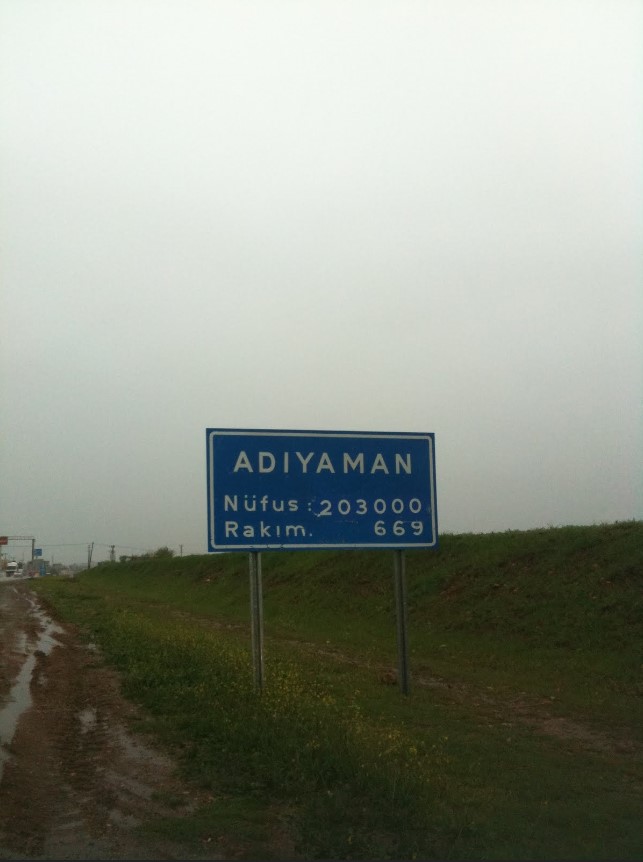 ADIYAMAN
Nüfus : 203000
Rakım. 669